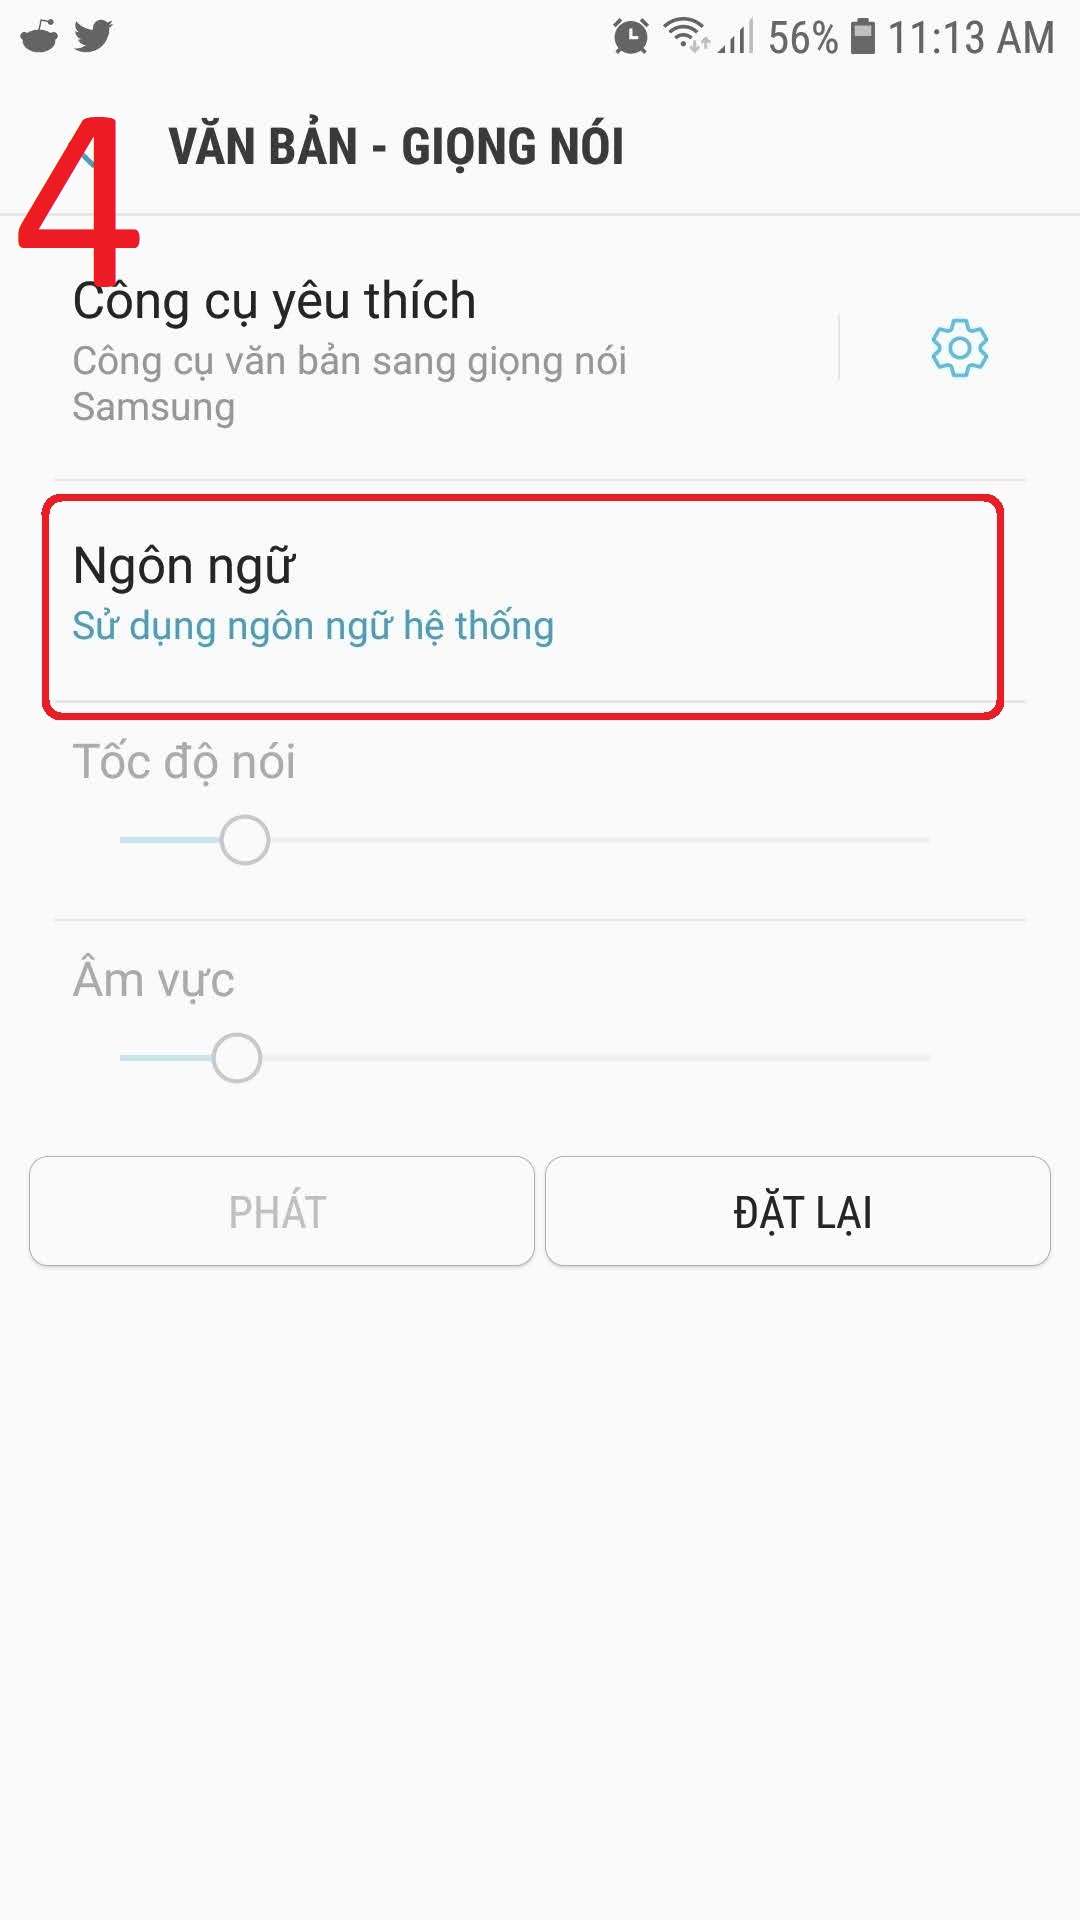 56% 11:13 AM
4
VĂN BẢN - GIỌNG NÓI
Công cụ yêu thích
Công cụ văn bản sang giọng nói
Samsung
Ngôn ngữ
Sử dụng ngôn ngữ hệ thống
Tốc độ nói
Âm vực
PHÁT ĐẶT LẠI